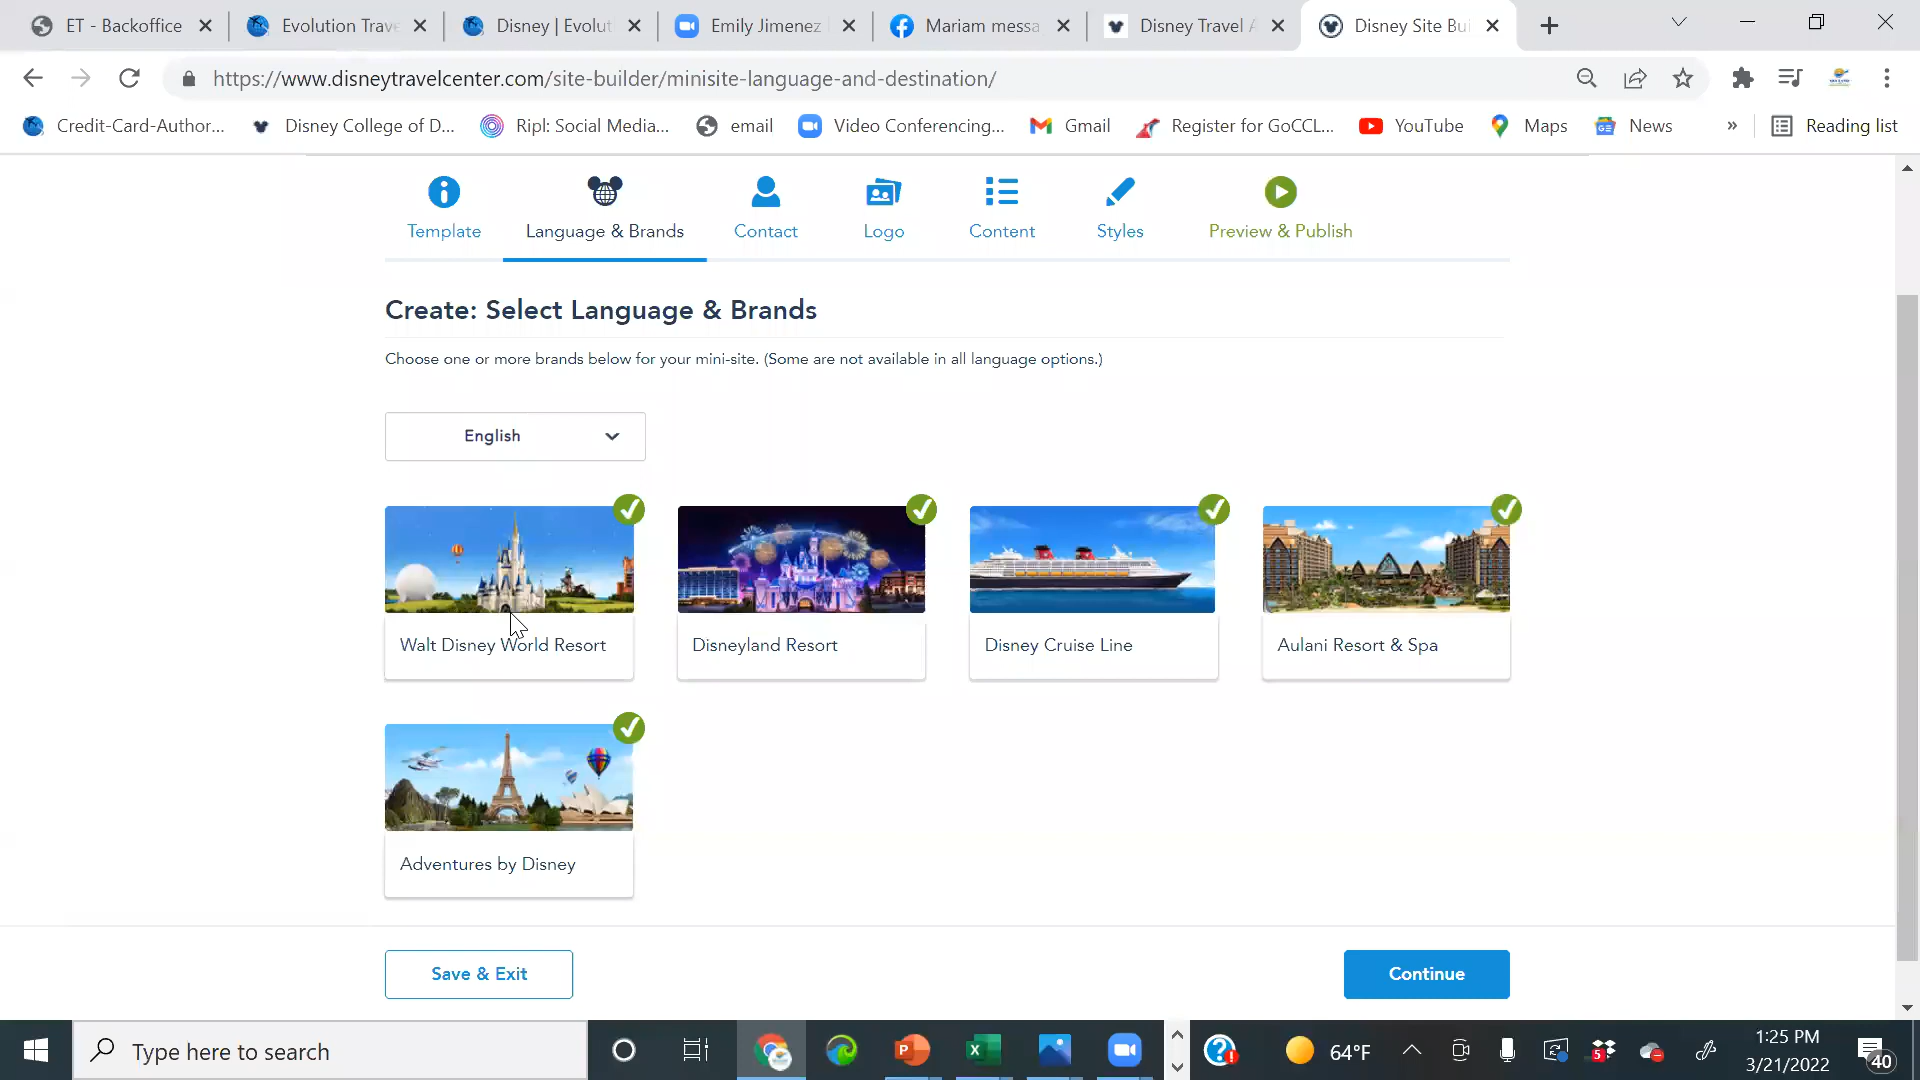 ET - Backoffice
Evolution Trave
Disney | Evolut
Emily Jimenez
Mariam messa
Disney Travel A
Disney Site Bui
https://www.disneytravelcenter.com/site-builder/minisite-language-and-destination/
Credit-Card-Author...
Disney College of D...
Ripl: Social Media...
email
Video Conferencing...
Gmail
Register for GoCCL...
YouTube
Maps
News
»
Reading list
Template
Language & Brands
Contact
Logo
Content
Styles
Preview & Publish
Create: Select Language & Brands
Choose one or more brands below for your mini-site. (Some are not available in all language options.)
English
Walt Disney World Resort
Disneyland Resort
Disney Cruise Line
Aulani Resort & Spa
Adventures by Disney
Save & Exit
Continue
Type here to search
64°F
5
1:25 PM
3/21/2022
40